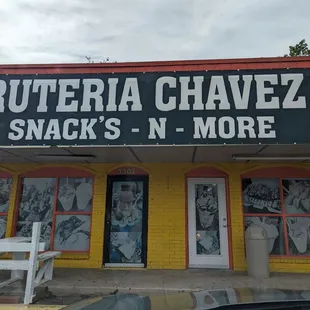 RUTERIA CHAVEZ
SNACK'S - N - MORE